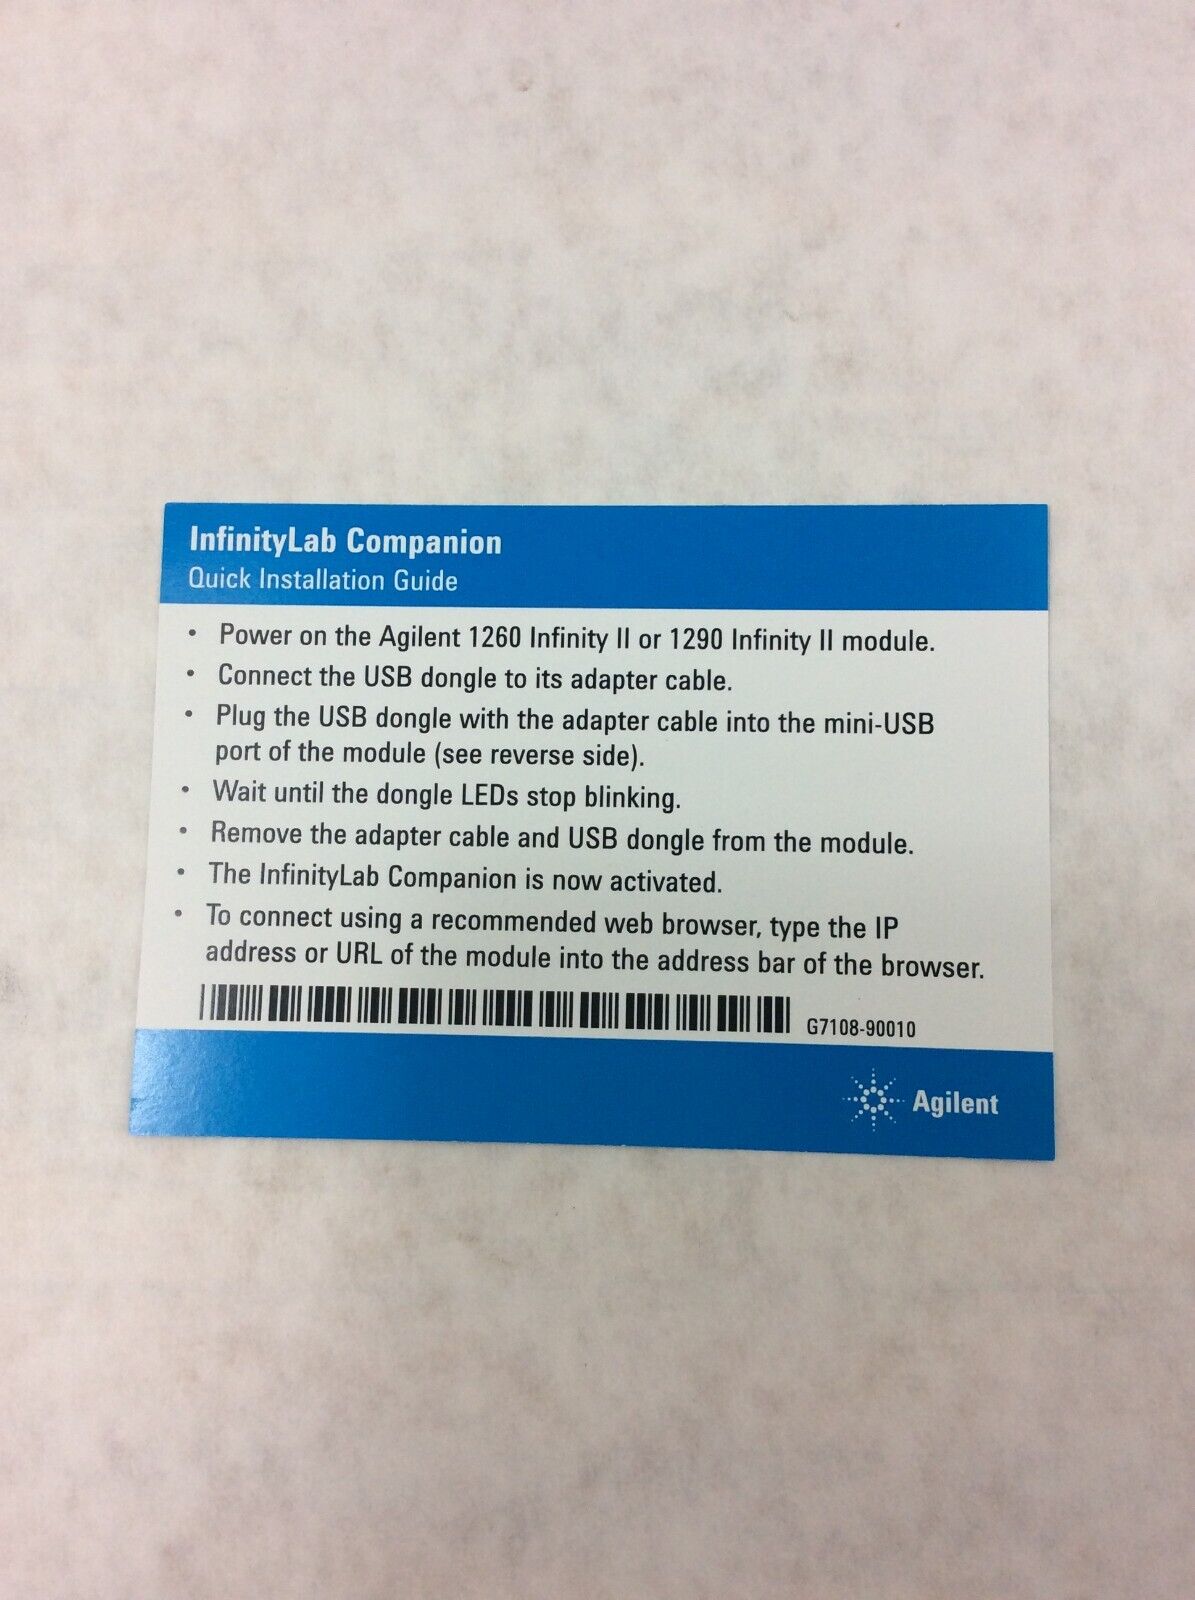 InfinityLab Companion
Quick Installation Guide
• Power on the Agilent 1260 Infinity II or 1290 Infinity II module.
• Connect the USB dongle to its adapter cable.
• Plug the USB dongle with the adapter cable into the mini-USB
port of the module (see reverse side).
• Wait until the dongle LEDs stop blinking.
• Remove the adapter cable and USB dongle from the module.
• The InfinityLab Companion is now activated.
• To connect using a recommended web browser, type the IP
address or URL of the module into the address bar of the browser.
G7108-90010
Agilent